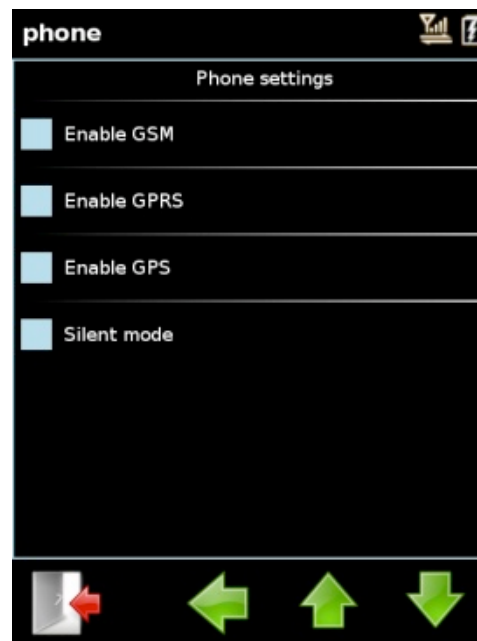 phone
Phone settings
Enable GSM
Enable GPRS
Enable GPS
Silent mode